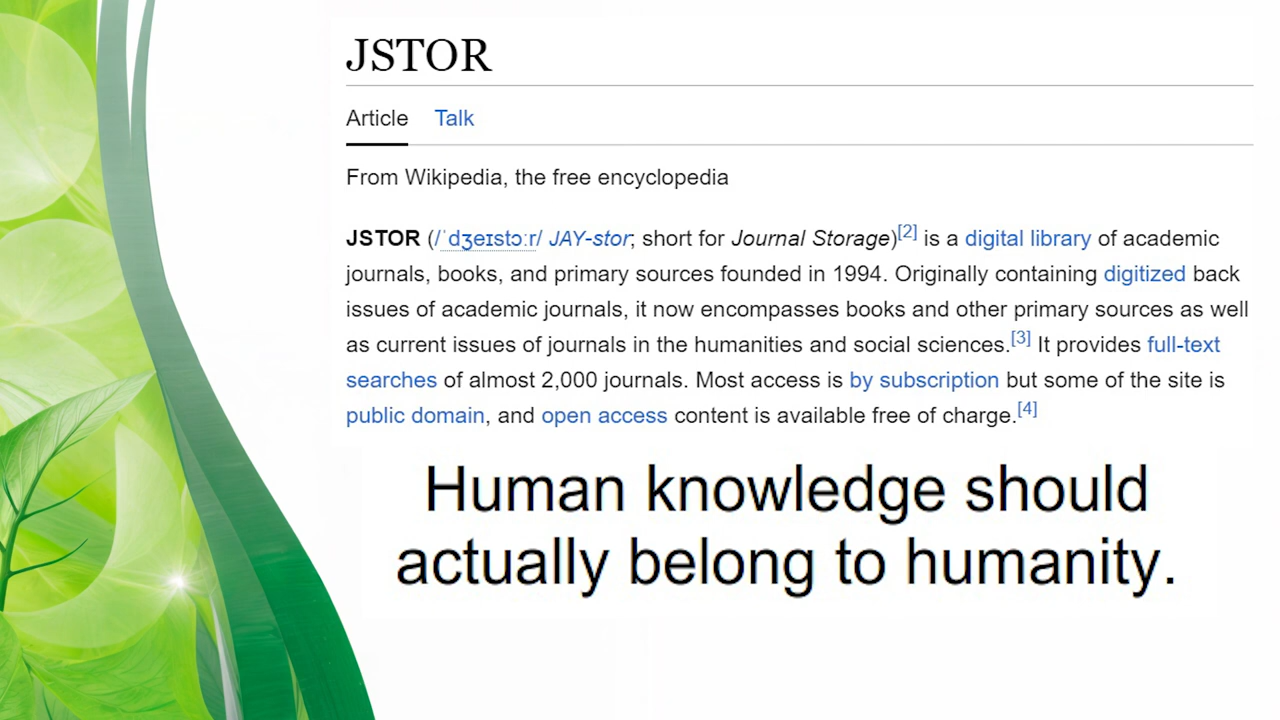 JSTOR
Article Talk
From Wikipedia, the free encyclopedia
JSTOR (/ˈdʒeɪstɔːr/ JAY-stor; short for Journal Storage)[2] is a digital library of academic
journals, books, and primary sources founded in 1994. Originally containing digitized back
issues of academic journals, it now encompasses books and other primary sources as well
as current issues of journals in the humanities and social sciences.[3] It provides full-text
searches of almost 2,000 journals. Most access is by subscription but some of the site is
public domain, and open access content is available free of charge.[4]
Human knowledge should
actually belong to humanity.